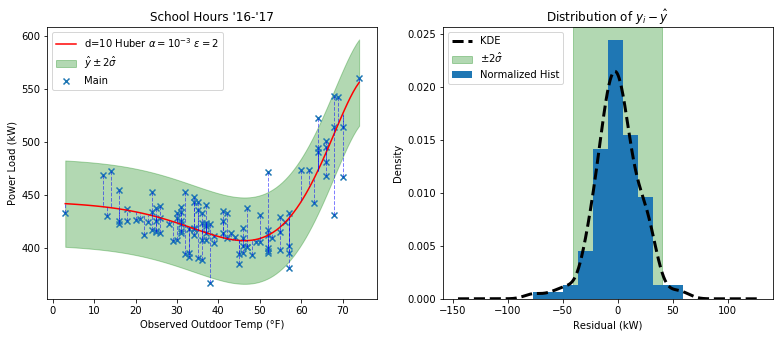 School Hours '16-'17
d=10 Huber α = 10⁻³ ε = 2
ŷ ± 2σ̂
Main
Power Load (kW)
600
550
500
450
400
0 10 20 30 40 50 60 70
Observed Outdoor Temp (°F)
Distribution of yᵢ − ŷ
KDE
±2σ̂
Normalized Hist
Density
0.025
0.020
0.015
0.010
0.005
0.000
−150 −100 −50 0 50 100
Residual (kW)